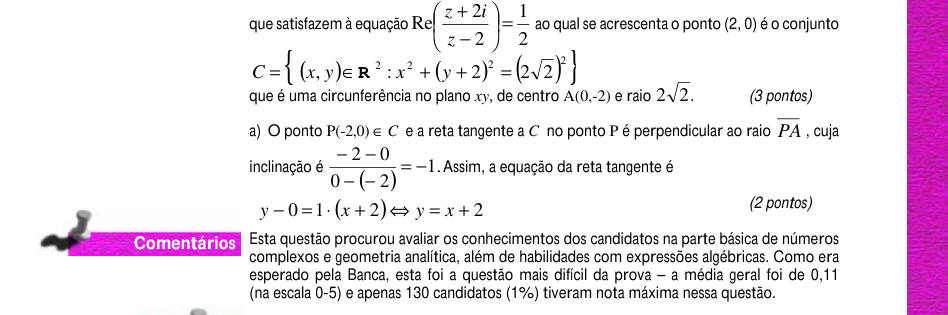 que satisfazem à equação Re((z + 2i)/(z − 2)) = 1/2 ao qual se acrescenta o ponto (2, 0) é o conjunto
C = { (x, y)∈ R ² : x² + (y + 2)² = (2√2)² }
que é uma circunferência no plano xy, de centro A(0,-2) e raio 2√2. (3 pontos)
a) O ponto P(-2,0) ∈ C e a reta tangente a C no ponto P é perpendicular ao raio P̅A̅ , cuja
inclinação é (−2 − 0)/(0 − (−2)) = −1. Assim, a equação da reta tangente é
y − 0 = 1 · (x + 2) ⇔ y = x + 2 (2 pontos)
Comentários
Esta questão procurou avaliar os conhecimentos dos candidatos na parte básica de números
complexos e geometria analítica, além de habilidades com expressões algébricas. Como era
esperado pela Banca, esta foi a questão mais difícil da prova – a média geral foi de 0,11
(na escala 0-5) e apenas 130 candidatos (1%) tiveram nota máxima nessa questão.